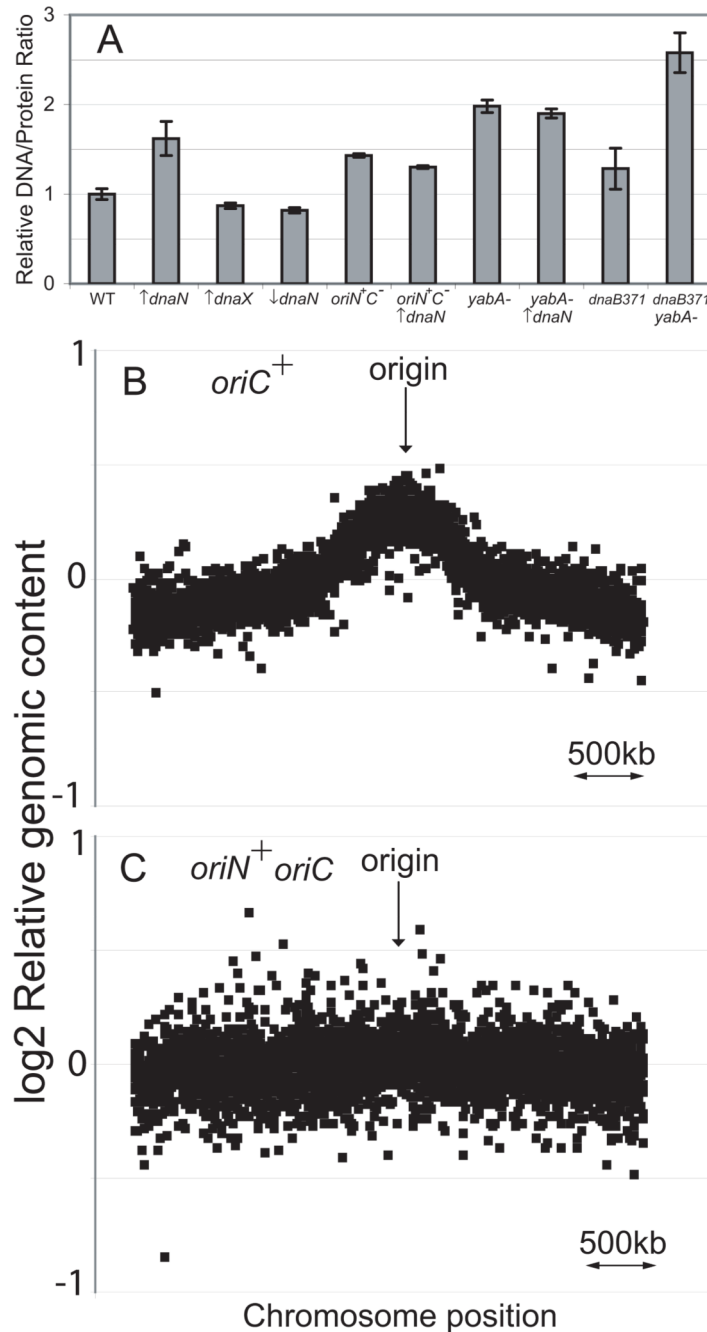 A
Relative DNA/Protein Ratio
3
2
1
0
WT
↑dnaN
↑dnaX
↓dnaN
oriN⁺C⁻
oriN⁺C⁻
↑dnaN
yabA-
yabA-
↑dnaN
dnaB371
dnaB371
yabA-
log2 Relative genomic content
1
B
oriC⁺
origin
0
500kb
-1
1
C
oriN⁺oriC
origin
0
500kb
-1
Chromosome position